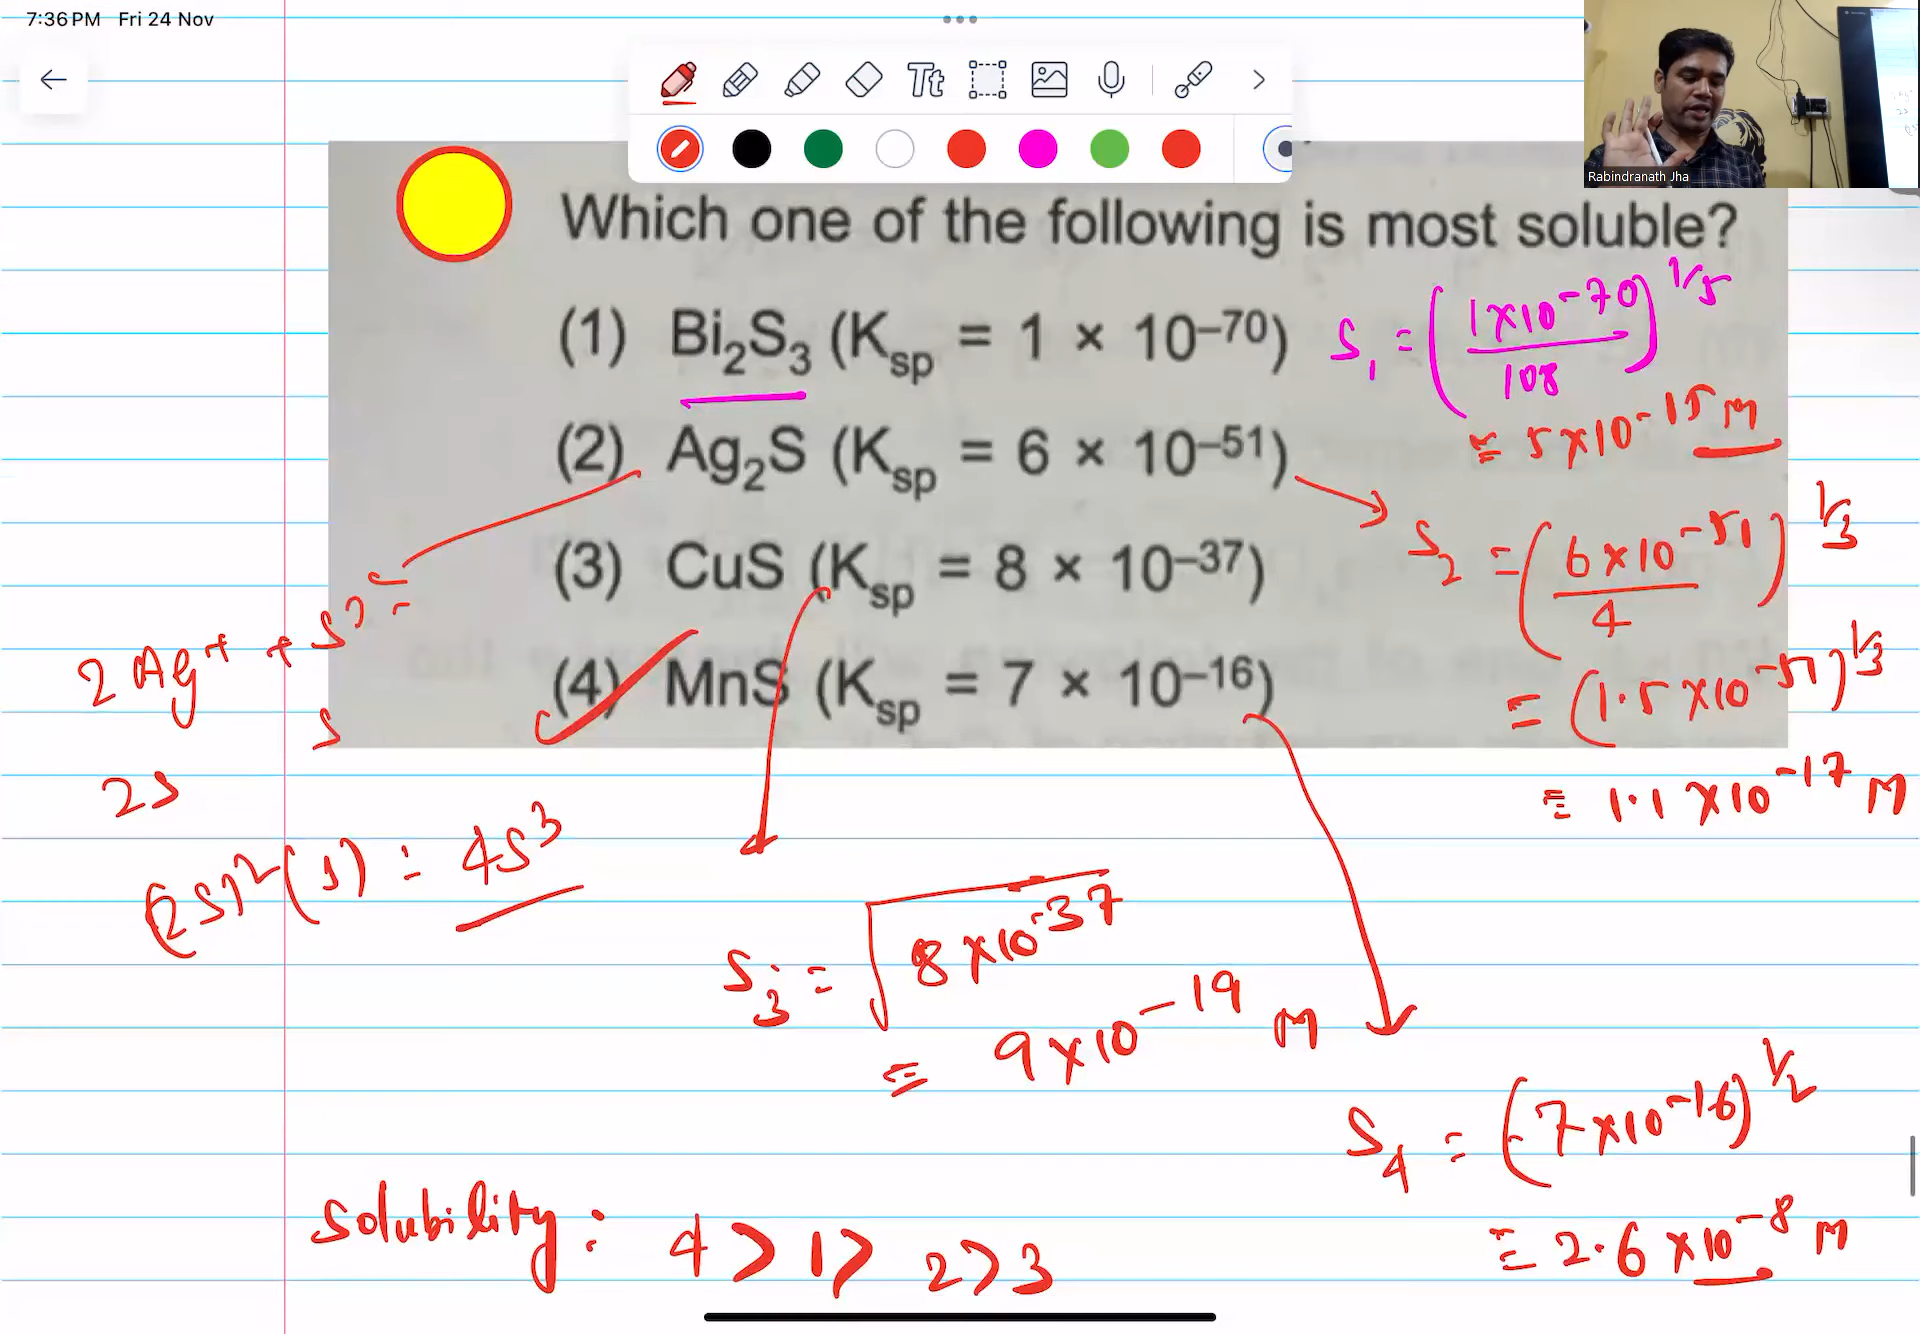 7:36 PM Fri 24 Nov
Tt
Rabindranath Jha
Which one of the following is most soluble?
(1) Bi₂S₃ (Ksp = 1 × 10⁻⁷⁰)
S₁ = (1×10⁻⁷⁰/108)^1/5
= 5×10⁻¹⁵ M
(2) Ag₂S (Ksp = 6 × 10⁻⁵¹)
S₂ = (6×10⁻⁵¹/4)^1/3
= (1.5×10⁻⁵¹)^1/3
= 1.1×10⁻¹⁷ M
(3) CuS (Ksp = 8 × 10⁻³⁷)
(4) MnS (Ksp = 7 × 10⁻¹⁶)
2Ag⁺ + S²⁻
2s s
(2s)²(s) = 4s³
S₃ = √8×10⁻³⁷
= 9×10⁻¹⁹ M
S₄ = (7×10⁻¹⁶)^1/2
= 2.6×10⁻⁸ M
Solubility: 4 > 1 > 2 > 3